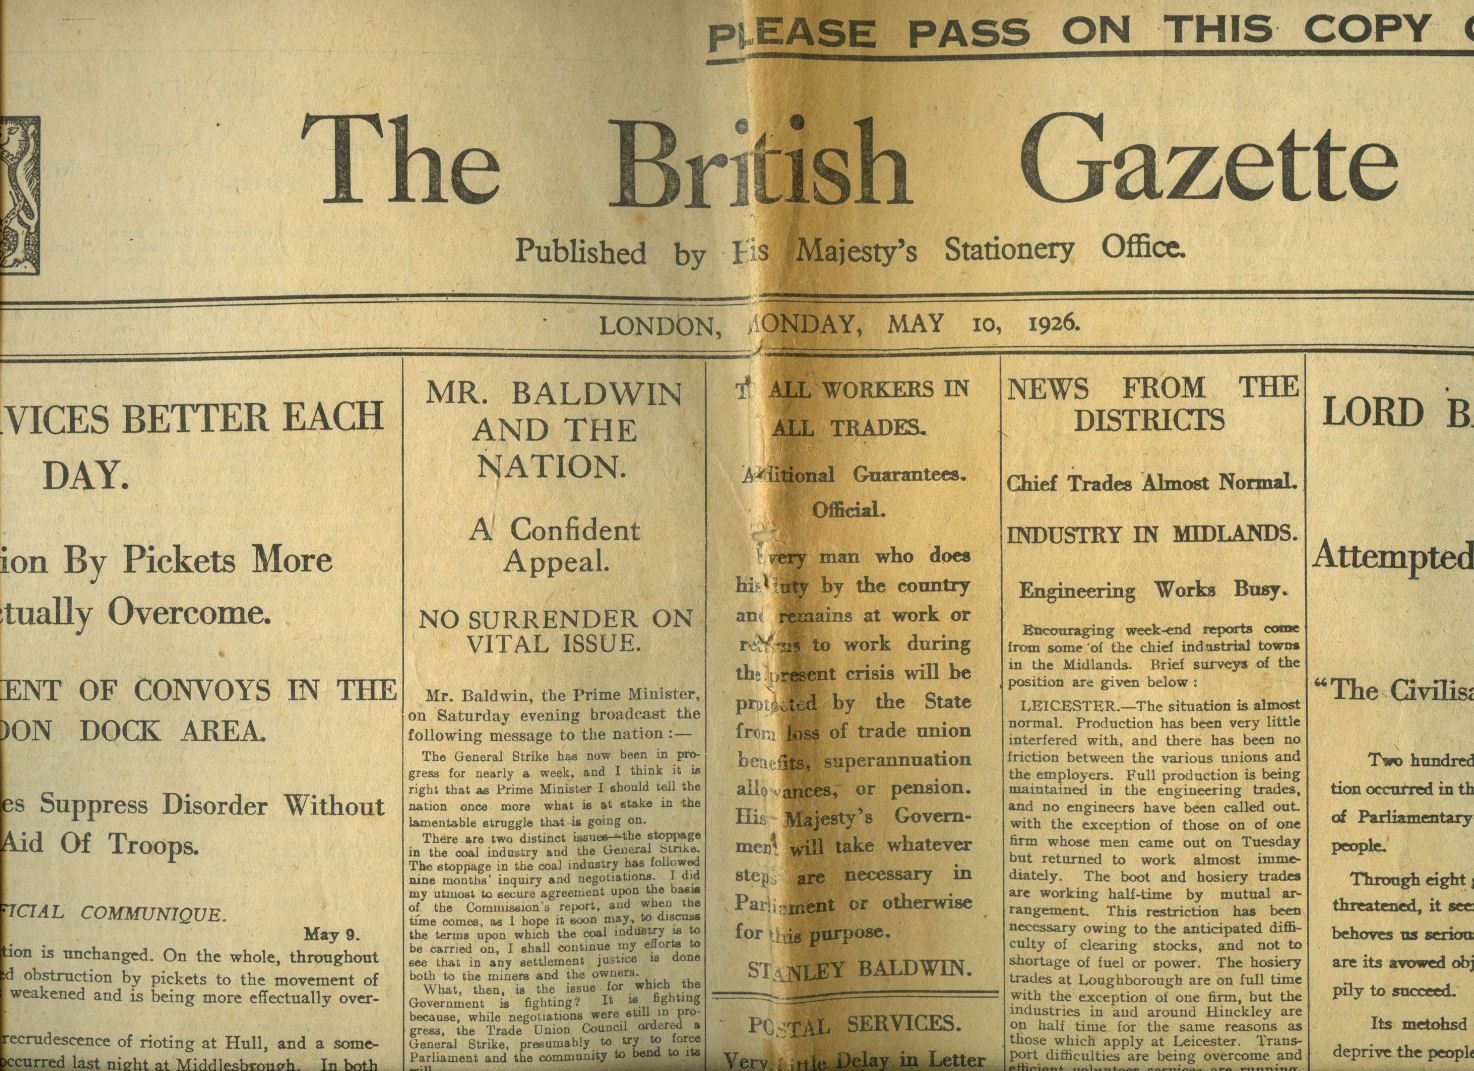 PLEASE PASS ON THIS COPY
The British Gazette
Published by His Majesty's Stationery Office.
LONDON, MONDAY, MAY 10, 1926.
VICES BETTER EACH
DAY.
ion By Pickets More
ctually Overcome.
ENT OF CONVOYS IN THE
DON DOCK AREA.
es Suppress Disorder Without
Aid Of Troops.
FICIAL COMMUNIQUE.
May 9.
tion is unchanged. On the whole, throughout
ed obstruction by pickets to the movement of
weakened and is being more effectually over-
recrudescence of rioting at Hull, and a some-
occurred last night at Middlesbrough. In both
MR. BALDWIN
AND THE
NATION.
A Confident
Appeal.
NO SURRENDER ON
VITAL ISSUE.
Mr. Baldwin, the Prime Minister,
on Saturday evening broadcast the
following message to the nation :—
The General Strike has now been in pro-
gress for nearly a week, and I think it is
right that as Prime Minister I should tell the
nation once more what is at stake in the
lamentable struggle that is going on.
There are two distinct issues—the stoppage
in the coal industry and the General Strike.
The stoppage in the coal industry has followed
nine months' inquiry and negotiations. I did
my utmost to secure agreement upon the basis
of the Commission's report, and when the
time comes, as I hope it soon may, to discuss
the terms upon which the coal industry is to
be carried on, I shall continue my efforts to
see that in any settlement justice is done
both to the miners and the owners.
What, then, is the issue for which the
Government is fighting? It is fighting
because, while negotiations were still in pro-
gress, the Trade Union Council ordered a
General Strike, presumably to try to force
Parliament and the community to bend to its
will.
TO ALL WORKERS IN
ALL TRADES.
Additional Guarantees.
Official.
Every man who does
his duty by the country
and remains at work or
returns to work during
the present crisis will be
protected by the State
from loss of trade union
benefits, superannuation
allowances, or pension.
His Majesty's Govern-
ment will take whatever
steps are necessary in
Parliament or otherwise
for this purpose.
STANLEY BALDWIN.
POSTAL SERVICES.
Very Little Delay in Letter
NEWS FROM THE
DISTRICTS
Chief Trades Almost Normal.
INDUSTRY IN MIDLANDS.
Engineering Works Busy.
Encouraging week-end reports come
from some of the chief industrial towns
in the Midlands. Brief surveys of the
position are given below :
LEICESTER.—The situation is almost
normal. Production has been very little
interfered with, and there has been no
friction between the various unions and
the employers. Full production is being
maintained in the engineering trades,
and no engineers have been called out.
with the exception of those on of one
firm whose men came out on Tuesday
but returned to work almost imme-
diately. The boot and hosiery trades
are working half-time by mutual ar-
rangement. This restriction has been
necessary owing to the anticipated diffi-
culty of clearing stocks, and not to
shortage of fuel or power. The hosiery
trades at Loughborough are on full time
with the exception of one firm, but the
industries in and around Hinckley are
on half time for the same reasons as
those which apply at Leicester. Trans-
port difficulties are being overcome and
efficient volunteer services are running.
LORD B
Attempted
"The Civilisa
Two hundred
tion occurred in th
of Parliamentary
people.
Through eight
threatened, it see
behoves us seriou
are its avowed obj
pily to succeed.
Its metohsd
deprive the people